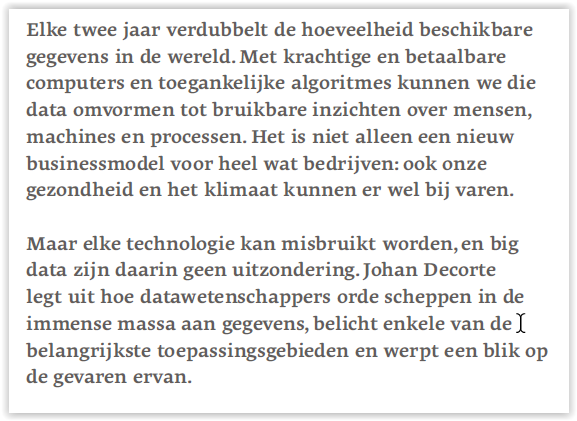 Elke twee jaar verdubbelt de hoeveelheid beschikbare
gegevens in de wereld. Met krachtige en betaalbare
computers en toegankelijke algoritmes kunnen we die
data omvormen tot bruikbare inzichten over mensen,
machines en processen. Het is niet alleen een nieuw
businessmodel voor heel wat bedrijven: ook onze
gezondheid en het klimaat kunnen er wel bij varen.

Maar elke technologie kan misbruikt worden, en big
data zijn daarin geen uitzondering. Johan Decorte
legt uit hoe datawetenschappers orde scheppen in de
immense massa aan gegevens, belicht enkele van de
belangrijkste toepassingsgebieden en werpt een blik op
de gevaren ervan.